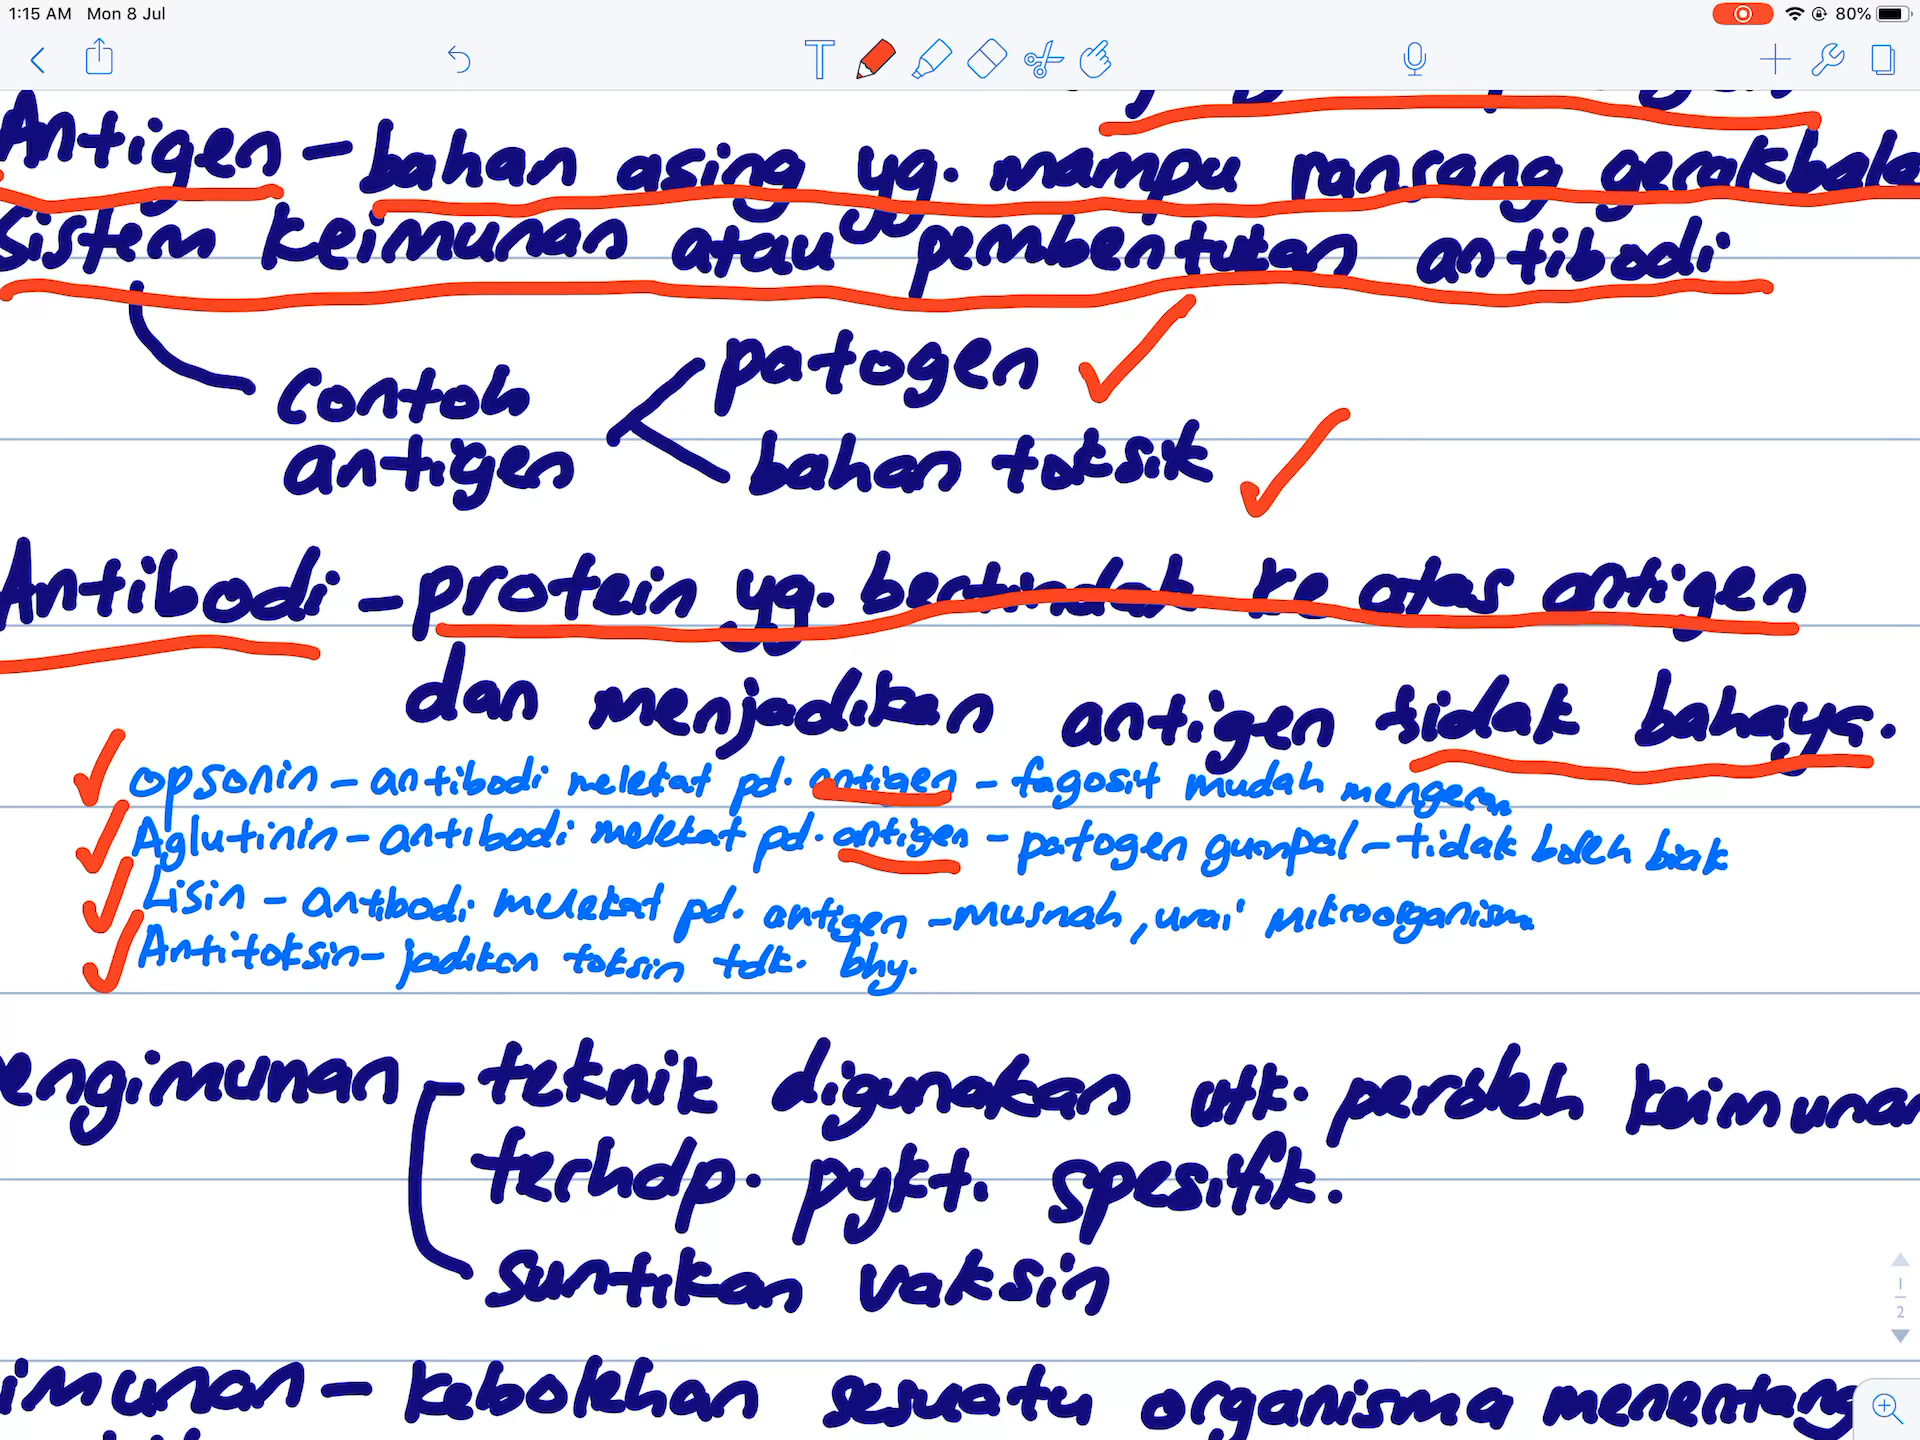 1:15 AM Mon 8 Jul
80%
Antigen - bahan asing yg. mampu rangsang gerakbala
sistem keimunan atau pembentukan antibodi
Contoh antigen
patogen
bahan toksik
Antibodi - protein yg. bertindak ke atas antigen
dan menjadikan antigen tidak bahaya.
Opsonin - antibodi melekat pd. antigen - fagosit mudah
Aglutinin - antibodi melekat pd. antigen - patogen gumpal - tidak boleh biak
Lisin - antibodi melekat pd. antigen - musnah, urai mikroorganisma
Antitoksin - jadikan toksin tdk. bhy.
engimunan - teknik digunakan utk. peroleh keimunan
terhdp. pykt. spesifik.
suntikan vaksin
1
2
imunan - kebolehan sesuatu organisma menentang